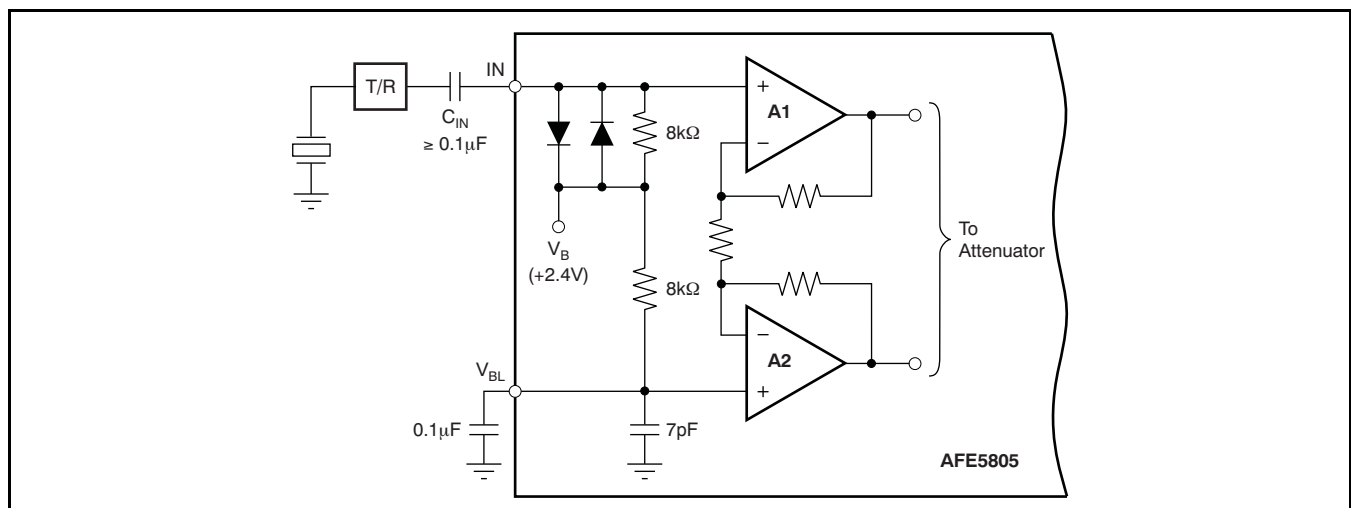 IN
T/R
C_IN
≥ 0.1μF
8kΩ
+
A1
−
V_B
(+2.4V)
8kΩ
To
Attenuator
−
A2
+
V_BL
0.1μF
7pF
AFE5805